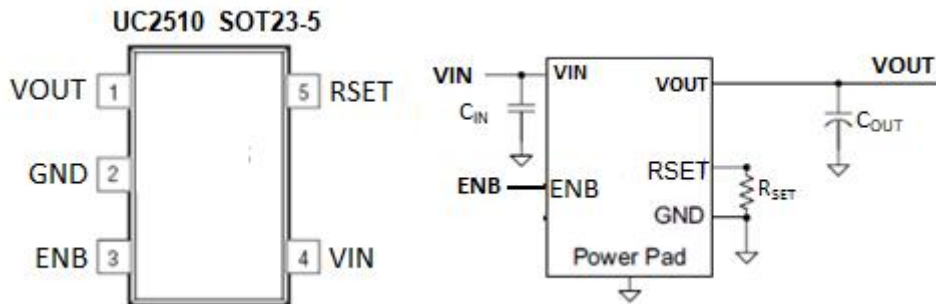 UC2510 SOT23-5
VOUT 1
5 RSET
GND 2
ENB 3
4 VIN
VIN
VIN
VOUT
VOUT
CIN
COUT
RSET
RSET
ENB
ENB
GND
Power Pad